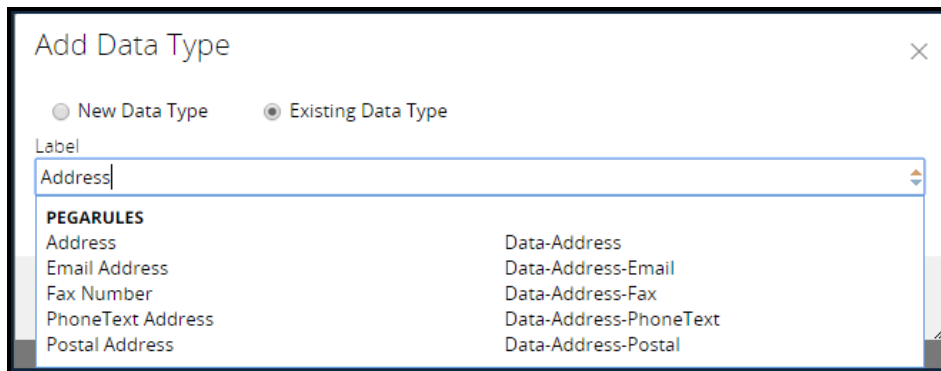 Add Data Type
New Data Type Existing Data Type
Label
Address
PEGARULES
Address Data-Address
Email Address Data-Address-Email
Fax Number Data-Address-Fax
PhoneText Address Data-Address-PhoneText
Postal Address Data-Address-Postal